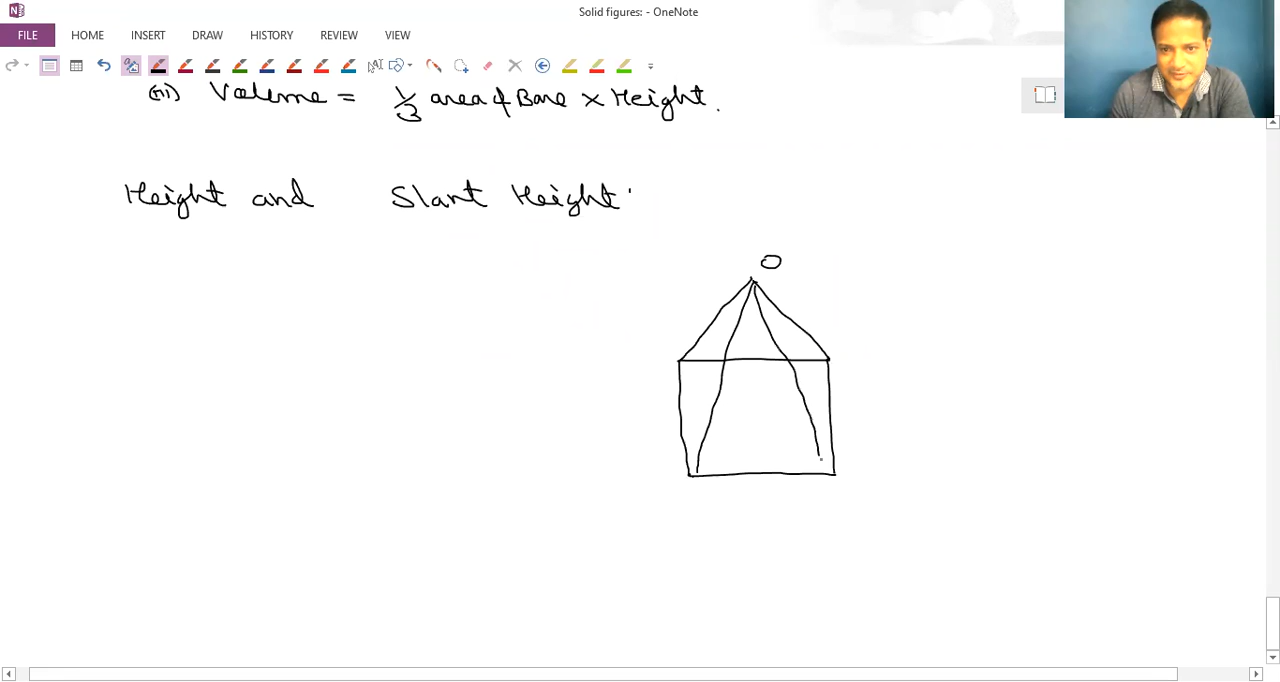 Solid figures: - OneNote
FILE HOME INSERT DRAW HISTORY REVIEW VIEW
(iii) Volume = 1/3 area of Base × Height.
Height and Slant Height
O